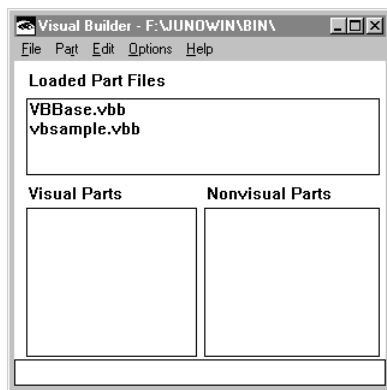 Visual Builder - F:\JUNOWIN\BIN\
File Part Edit Options Help
Loaded Part Files
VBBase.vbb
vbsample.vbb
Visual Parts Nonvisual Parts